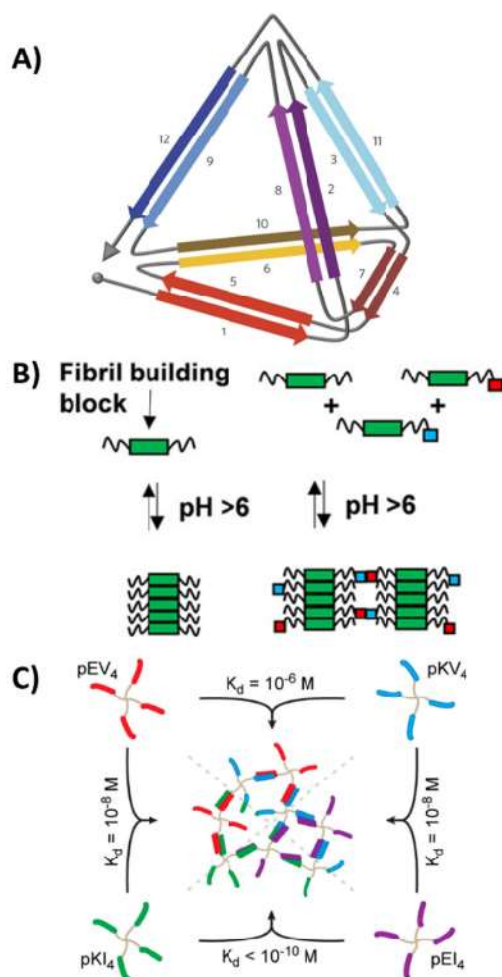 A)
12
9
8
3
2
11
10
6
5
7
4
1
B)
Fibril building
block
+
+
pH >6
pH >6
C)
pEV4
Kd = 10-6 M
pKV4
Kd = 10-8 M
Kd = 10-8 M
pKI4
Kd < 10-10 M
pEI4